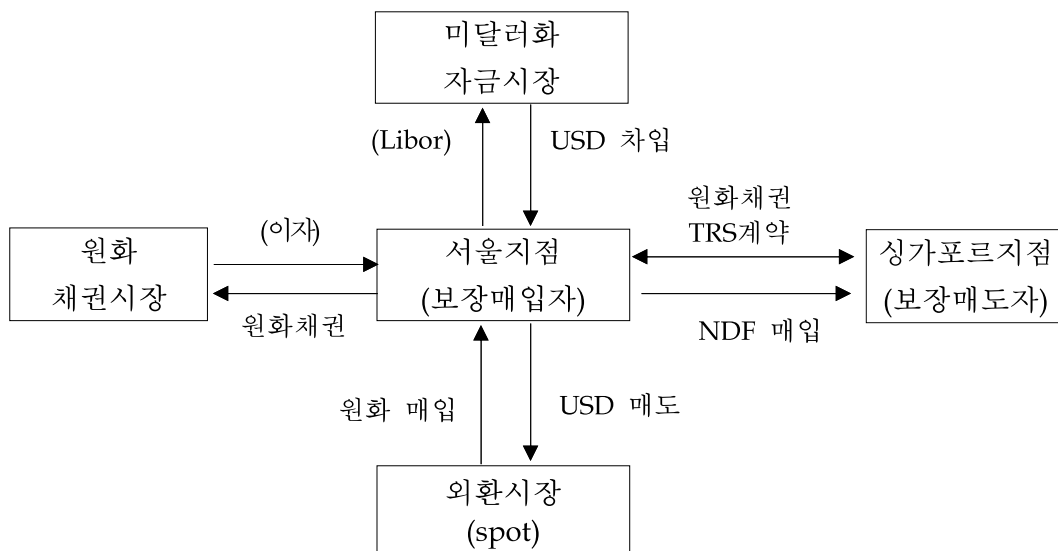 미달러화
자금시장
(Libor)
USD 차입
원화채권
TRS계약
(이자)
원화
채권시장
서울지점
(보장매입자)
싱가포르지점
(보장매도자)
원화채권
NDF 매입
원화 매입
USD 매도
외환시장
(spot)